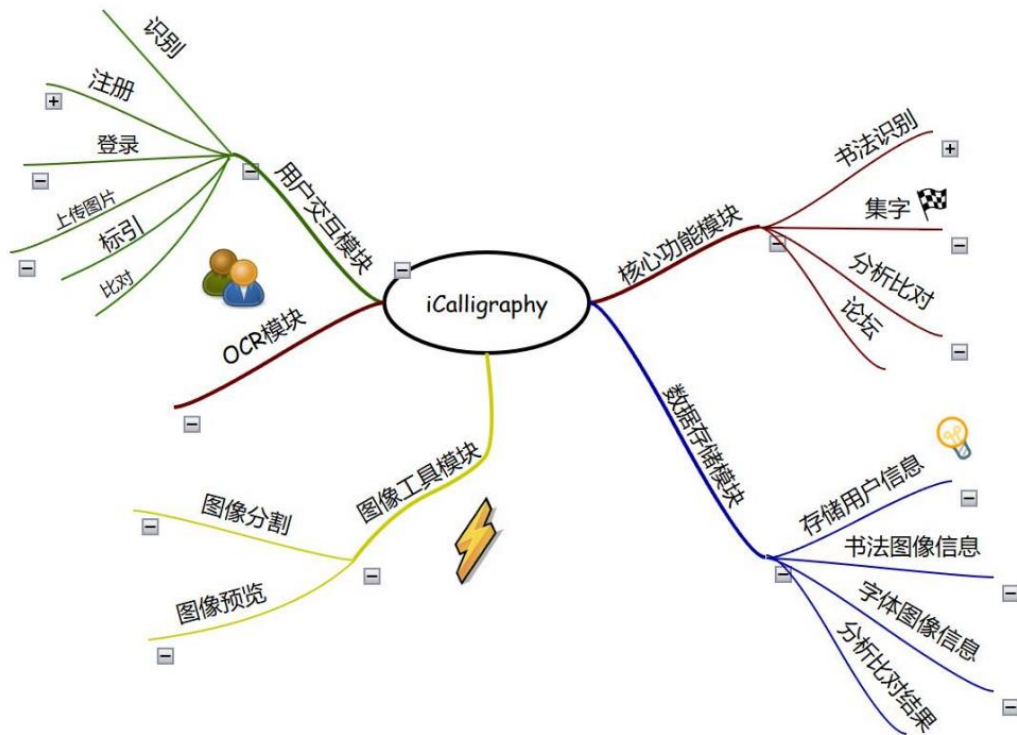 iCalligraphy
用户交互模块
识别
注册
登录
上传图片
标引
比对
OCR模块
图像工具模块
图像分割
图像预览
核心功能模块
书法识别
集字
分析比对
论坛
数据存储模块
存储用户信息
书法图像信息
字体图像信息
分析比对结果